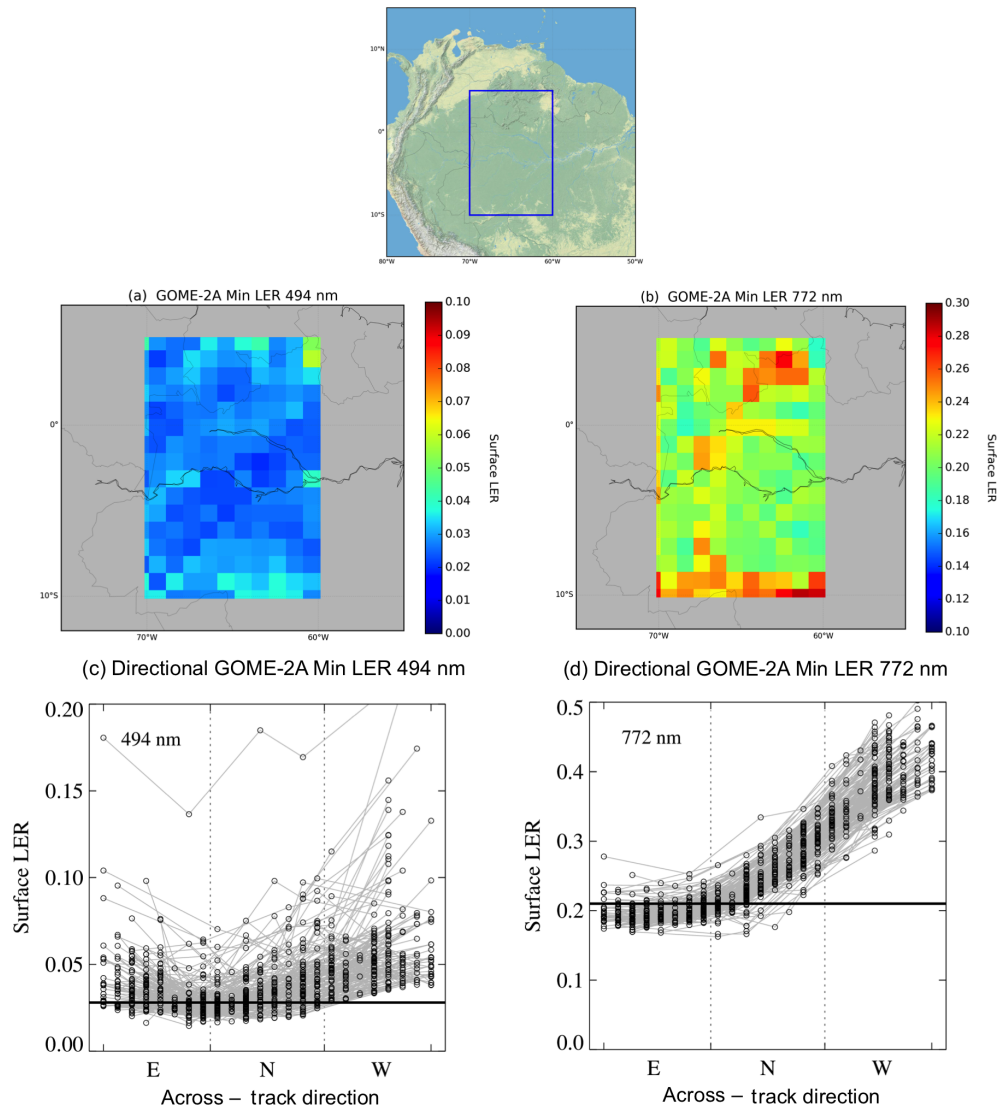 10°N
0°
10°S
80°W 70°W 60°W 50°W
(a) GOME-2A Min LER 494 nm
0.10
0.09
0.08
0.07
0.06
0.05
0.04
0.03
0.02
0.01
0.00
Surface LER
0°
10°S
70°W 60°W
(b) GOME-2A Min LER 772 nm
0.30
0.28
0.26
0.24
0.22
0.20
0.18
0.16
0.14
0.12
0.10
Surface LER
0°
10°S
70°W 60°W
(c) Directional GOME-2A Min LER 494 nm
0.20
0.15
0.10
0.05
0.00
Surface LER
494 nm
E N W
Across – track direction
(d) Directional GOME-2A Min LER 772 nm
0.5
0.4
0.3
0.2
0.1
0.0
Surface LER
772 nm
E N W
Across – track direction